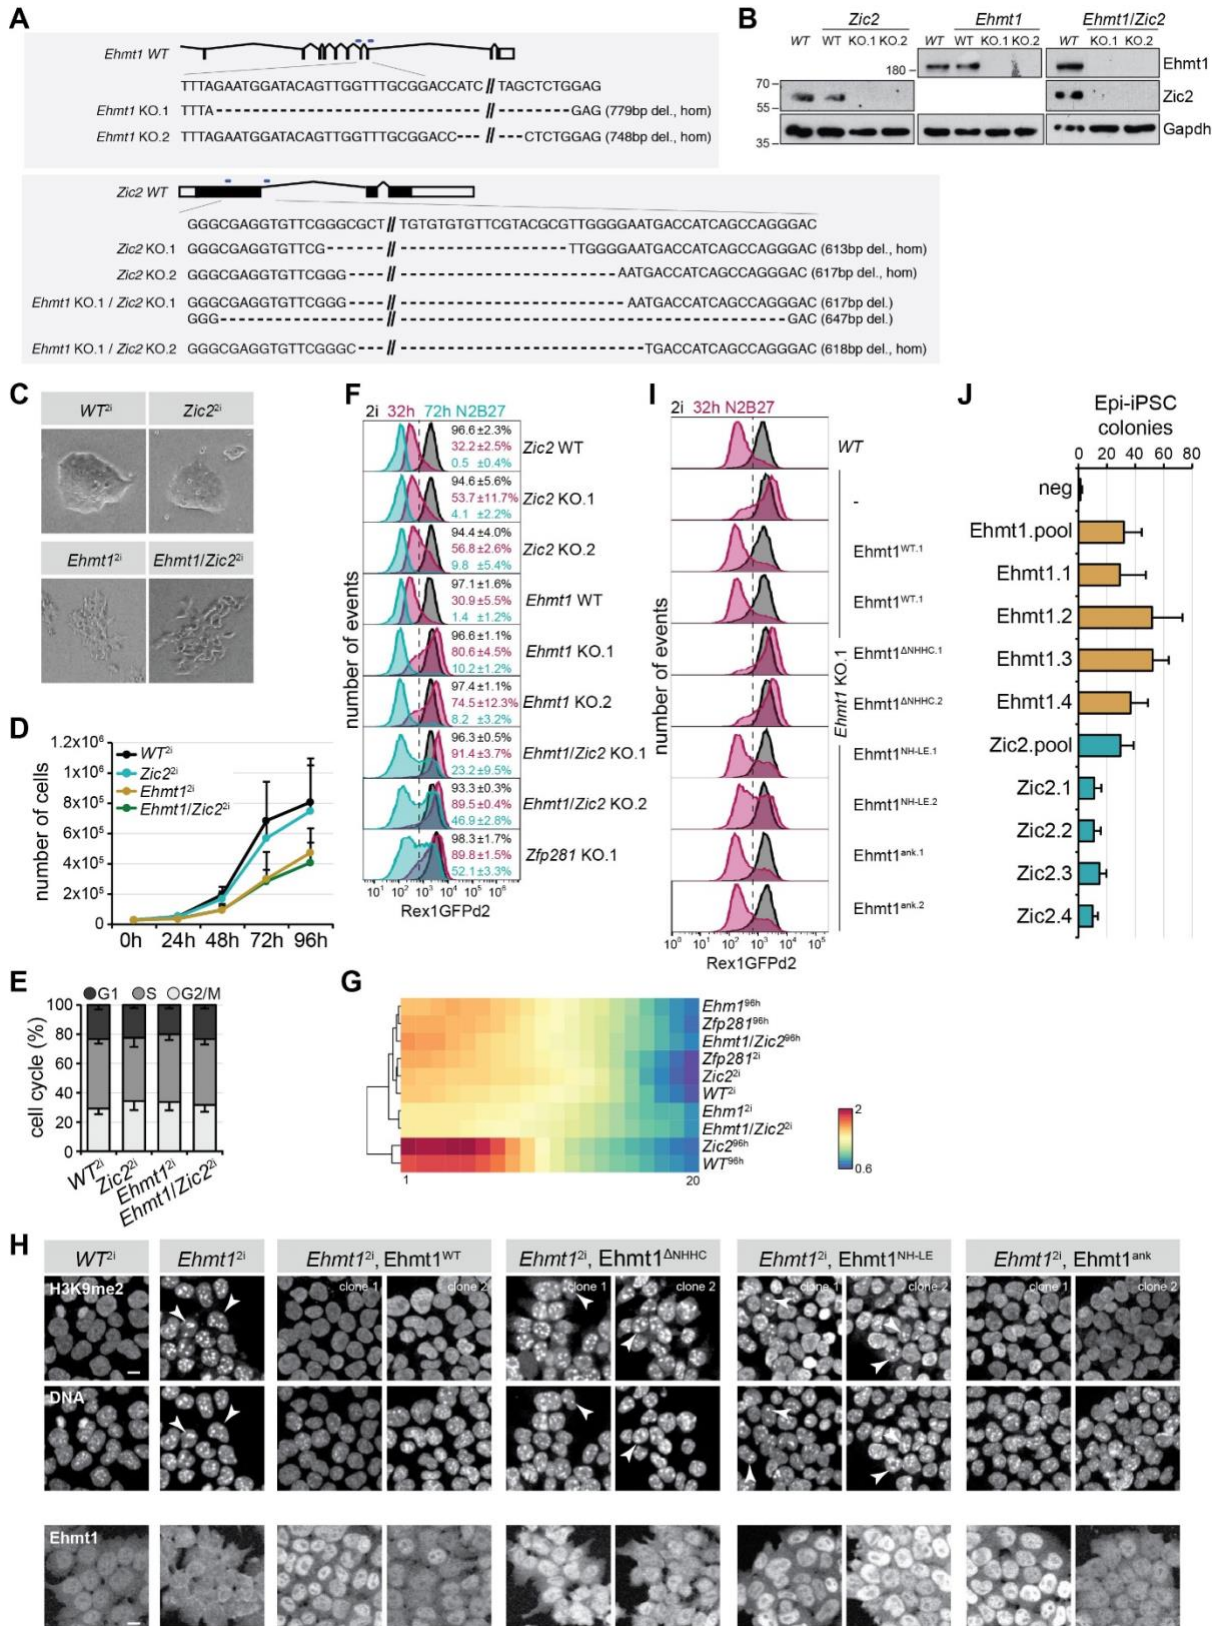 A
Ehmt1 WT
TTTAGAATGGATACAGTTGGTTTGCGGACCATC // TAGCTCTGGAG
Ehmt1 KO.1 TTTA----------// ----------GAG (779bp del., hom)
Ehmt1 KO.2 TTTAGAATGGATACAGTTGGTTTGCGGACC---- // ----CTCTGGAG (748bp del., hom)
Zic2 WT
GGGCGAGGTGTTCGGGCGCT // TGTGTGTGTTCGTACGCGTTGGGGAATGACCATCAGCCAGGGAC
Zic2 KO.1 GGGCGAGGTGTTCG------ // ----------TTGGGGAATGACCATCAGCCAGGGAC (613bp del., hom)
Zic2 KO.2 GGGCGAGGTGTTCGGG---- // ----------AATGACCATCAGCCAGGGAC (617bp del., hom)
Ehmt1 KO.1 / Zic2 KO.1 GGGCGAGGTGTTCGGG---- // ----------AATGACCATCAGCCAGGGAC (617bp del.)
GGG---------- // ----------GAC (647bp del.)
Ehmt1 KO.1 / Zic2 KO.2 GGGCGAGGTGTTCGGGC---- // ----------TGACCATCAGCCAGGGAC (618bp del., hom)
B
Zic2 Ehmt1 Ehmt1/Zic2
WT WT KO.1 KO.2 WT WT KO.1 KO.2 WT KO.1 KO.2
180 Ehmt1
70
55 Zic2
35 Gapdh
C
WT2i Zic22i
Ehmt12i Ehmt1/Zic22i
D
number of cells
1.2x10⁶
1x10⁶
8x10⁵
6x10⁵
4x10⁵
2x10⁵
0
WT2i
Zic22i
Ehmt12i
Ehmt1/Zic22i
0h 24h 48h 72h 96h
E
G1 S G2/M
cell cycle (%)
100
80
60
40
20
0
WT2i
Zic22i
Ehmt12i
Ehmt1/Zic22i
F
2i 32h 72h N2B27
number of events
96.6±2.3%
32.2±2.5% Zic2 WT
0.5 ±0.4%
94.6±5.6%
53.7±11.7% Zic2 KO.1
4.1 ±2.2%
94.4±4.0%
56.8±2.6% Zic2 KO.2
9.8 ±5.4%
97.1±1.6%
30.9±5.5% Ehmt1 WT
1.4 ±1.2%
96.6±1.1%
80.6±4.5% Ehmt1 KO.1
10.2±1.2%
97.4±1.1%
74.5±12.3% Ehmt1 KO.2
8.2 ±3.2%
96.3±0.5%
91.4±3.7% Ehmt1/Zic2 KO.1
23.2±9.5%
93.3±0.3%
89.5±0.4% Ehmt1/Zic2 KO.2
46.9±2.8%
98.3±1.7%
89.8±1.5% Zfp281 KO.1
52.1±3.3%
10¹ 10² 10³ 10⁴
Rex1GFPd2
G
Ehm196h
Zfp28196h
Ehmt1/Zic296h
Zfp2812i
Zic22i
WT2i
Ehm12i
Ehmt1/Zic22i
Zic296h
WT96h
1 20
2
0.6
I
2i 32h N2B27
number of events
WT
-
Ehmt1WT.1
Ehmt1WT.1
Ehmt1ΔNHHC.1
Ehmt1ΔNHHC.2
Ehmt1NH-LE.1
Ehmt1NH-LE.2
Ehmt1ank.1
Ehmt1ank.2
Ehmt1 KO.1
10⁰ 10¹ 10² 10³ 10⁴ 10⁵
Rex1GFPd2
J
Epi-iPSC
colonies
0 20 40 60 80
neg
Ehmt1.pool
Ehmt1.1
Ehmt1.2
Ehmt1.3
Ehmt1.4
Zic2.pool
Zic2.1
Zic2.2
Zic2.3
Zic2.4
H
WT2i Ehmt12i Ehmt12i, Ehmt1WT Ehmt12i, Ehmt1ΔNHHC Ehmt12i, Ehmt1NH-LE Ehmt12i, Ehmt1ank
H3K9me2 clone 1 clone 2 clone 1 clone 2 clone 1 clone 2 clone 1 clone 2
DNA
Ehmt1